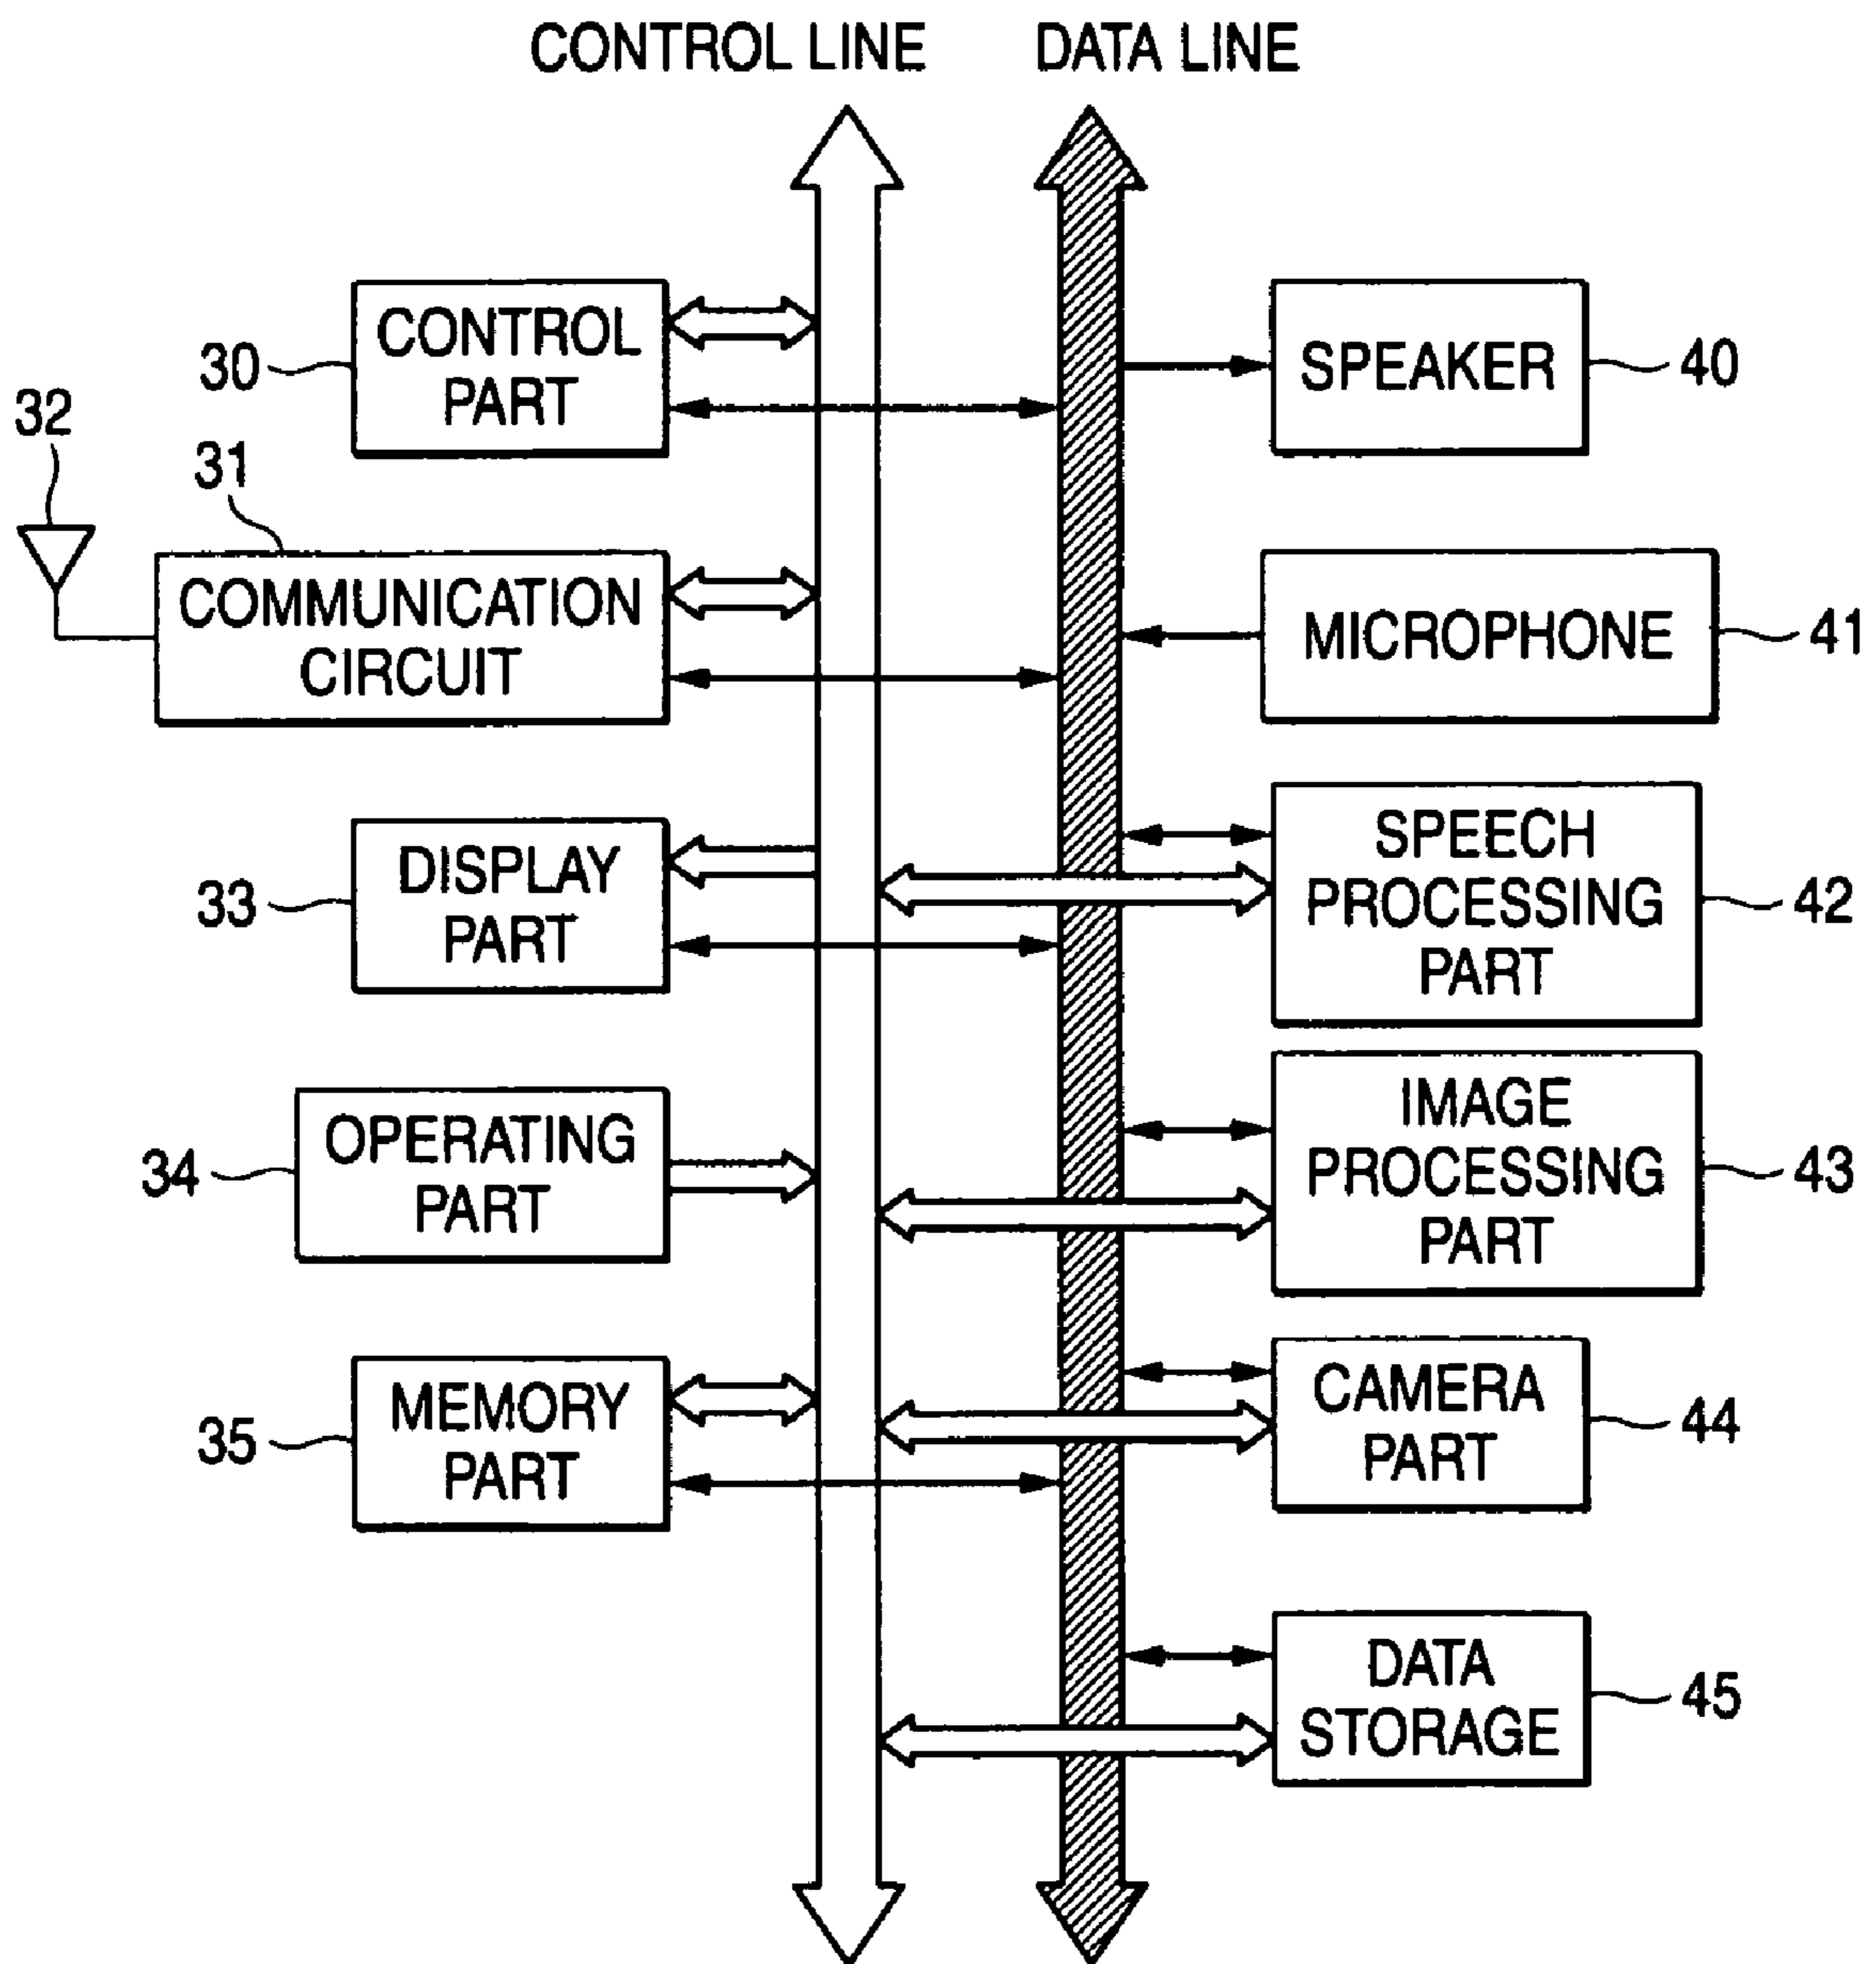 CONTROL LINE
DATA LINE
CONTROL
PART
30
SPEAKER
40
32
31
COMMUNICATION
CIRCUIT
MICROPHONE
41
DISPLAY
PART
33
SPEECH
PROCESSING
PART
42
OPERATING
PART
34
IMAGE
PROCESSING
PART
43
MEMORY
PART
35
CAMERA
PART
44
DATA
STORAGE
45